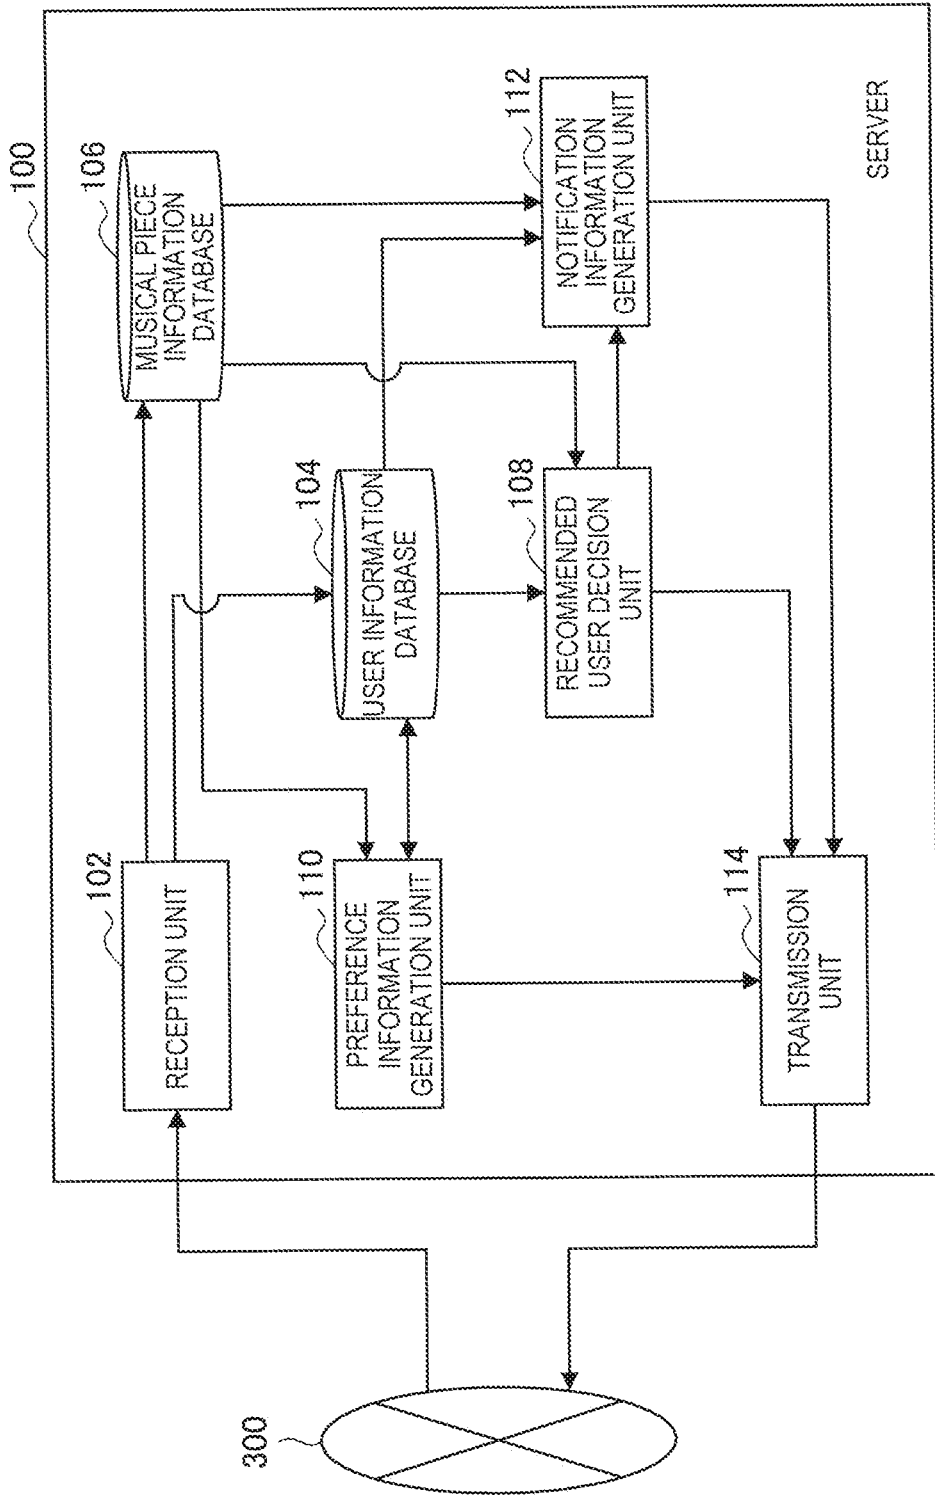 100
SERVER
102
RECEPTION UNIT
106
MUSICAL PIECE
INFORMATION
DATABASE
104
USER INFORMATION
DATABASE
110
PREFERENCE
INFORMATION
GENERATION UNIT
108
RECOMMENDED
USER DECISION
UNIT
112
NOTIFICATION
INFORMATION
GENERATION UNIT
114
TRANSMISSION
UNIT
300